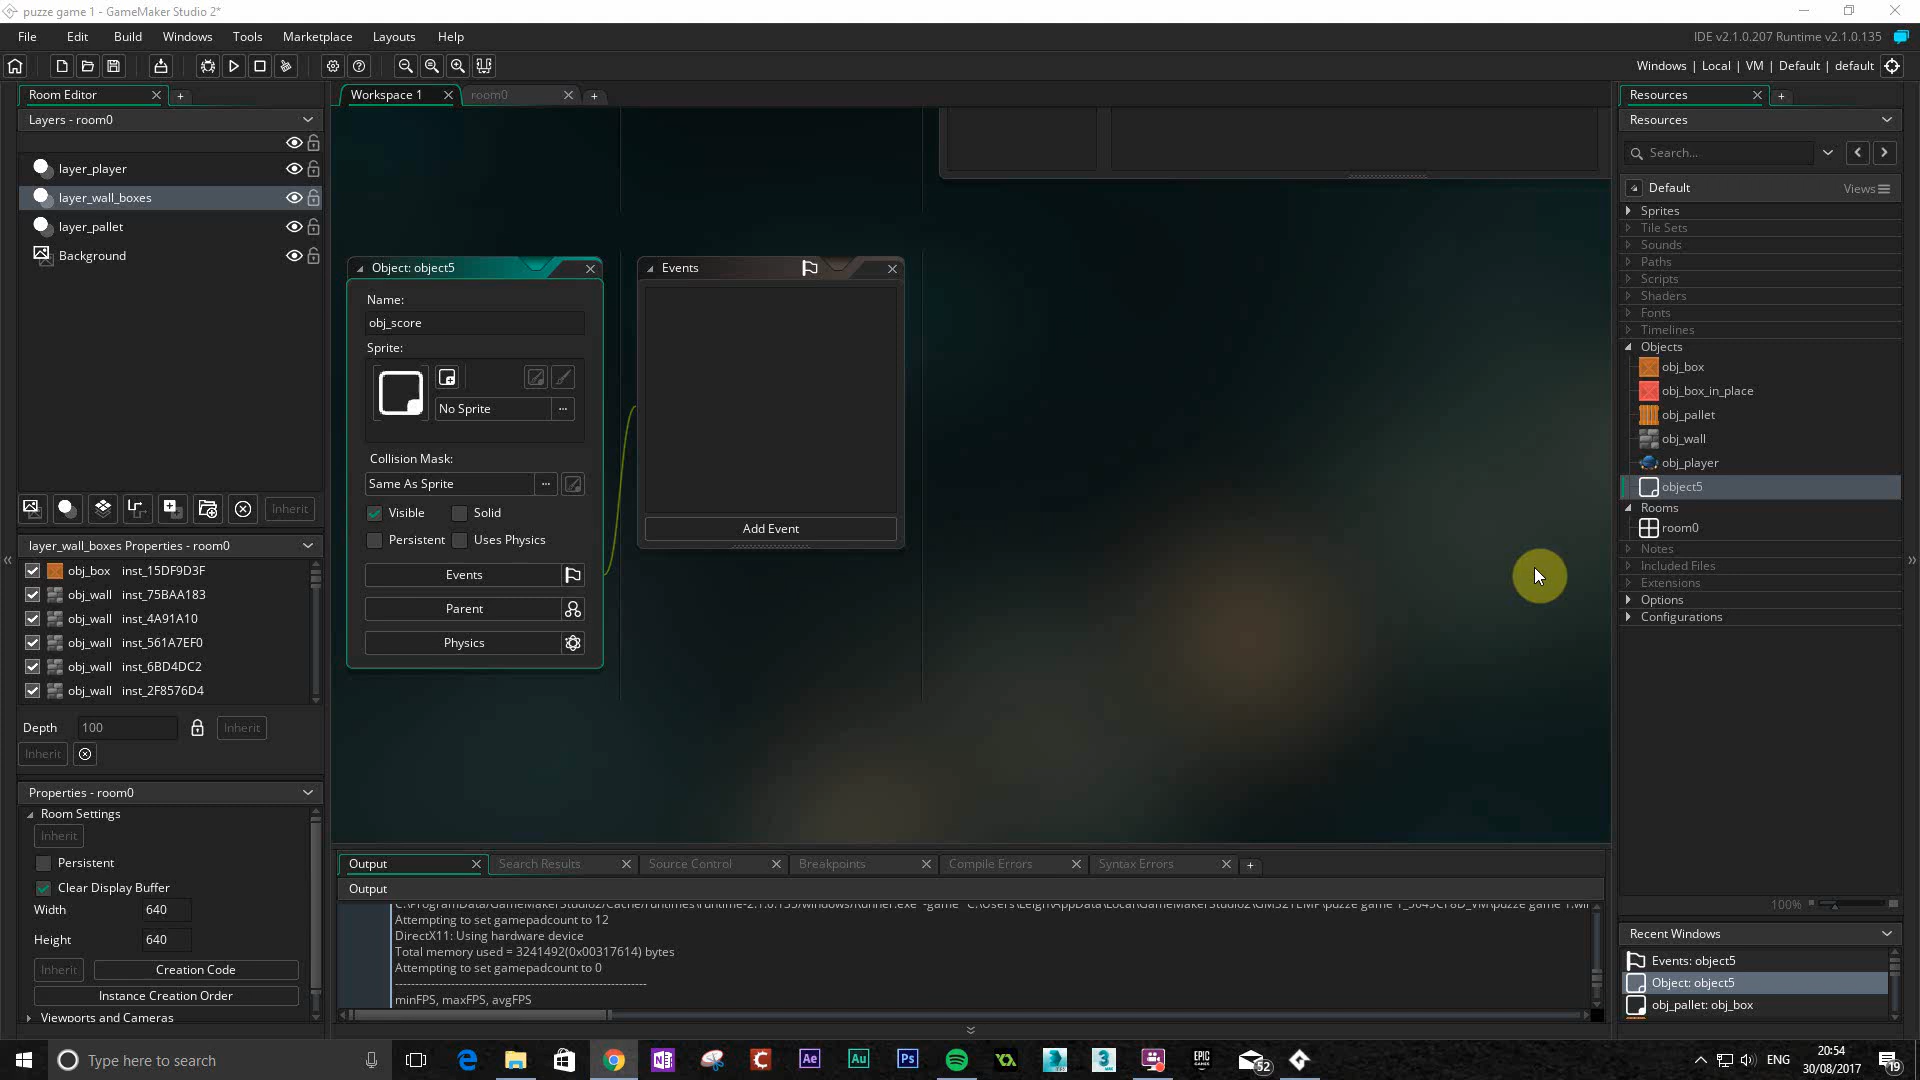 puzze game 1 - GameMaker Studio 2*
File Edit Build Windows Tools Marketplace Layouts Help
IDE v2.1.0.207 Runtime v2.1.0.135
Windows | Local | VM | Default | default
Room Editor
Layers - room0
layer_player
layer_wall_boxes
layer_pallet
Background
Inherit
layer_wall_boxes Properties - room0
obj_box inst_15DF9D3F
obj_wall inst_75BAA183
obj_wall inst_4A91A10
obj_wall inst_561A7EF0
obj_wall inst_6BD4DC2
obj_wall inst_2F8576D4
Depth 100 Inherit
Inherit
Properties - room0
Room Settings
Inherit
Persistent
Clear Display Buffer
Width 640
Height 640
Inherit Creation Code
Instance Creation Order
Viewports and Cameras
Workspace 1 room0
Object: object5
Name:
obj_score
Sprite:
No Sprite ...
Collision Mask:
Same As Sprite ...
Visible Solid
Persistent Uses Physics
Events
Parent
Physics
Events
Add Event
Output Search Results Source Control Breakpoints Compile Errors Syntax Errors
Output
Attempting to set gamepadcount to 12
DirectX11: Using hardware device
Total memory used = 3241492(0x00317614) bytes
Attempting to set gamepadcount to 0
minFPS, maxFPS, avgFPS
Resources
Resources
Search...
Default Views
Sprites
Tile Sets
Sounds
Paths
Scripts
Shaders
Fonts
Timelines
Objects
obj_box
obj_box_in_place
obj_pallet
obj_wall
obj_player
object5
Rooms
room0
Notes
Included Files
Extensions
Options
Configurations
100%
Recent Windows
Events: object5
Object: object5
obj_pallet: obj_box
Type here to search
Ae Au Ps
EPIC GAMES
52
ENG
20:54
30/08/2017
19